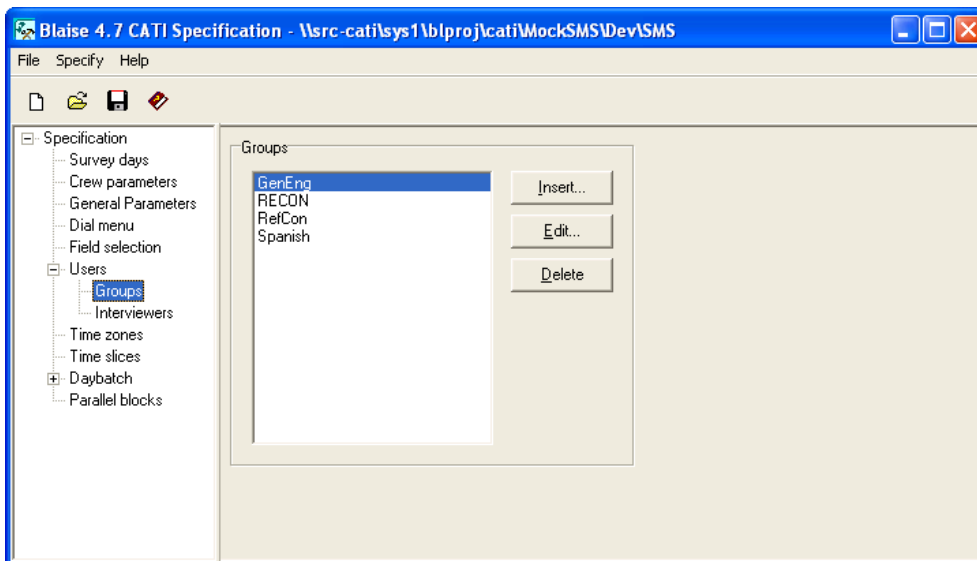 Blaise 4.7 CATI Specification - \\src-cati\sys1\blproj\cati\MockSMS\Dev\SMS
File Specify Help
Specification
Survey days
Crew parameters
General Parameters
Dial menu
Field selection
Users
Groups
Interviewers
Time zones
Time slices
Daybatch
Parallel blocks
Groups
GenEng
RECON
RefCon
Spanish
Insert...
Edit...
Delete